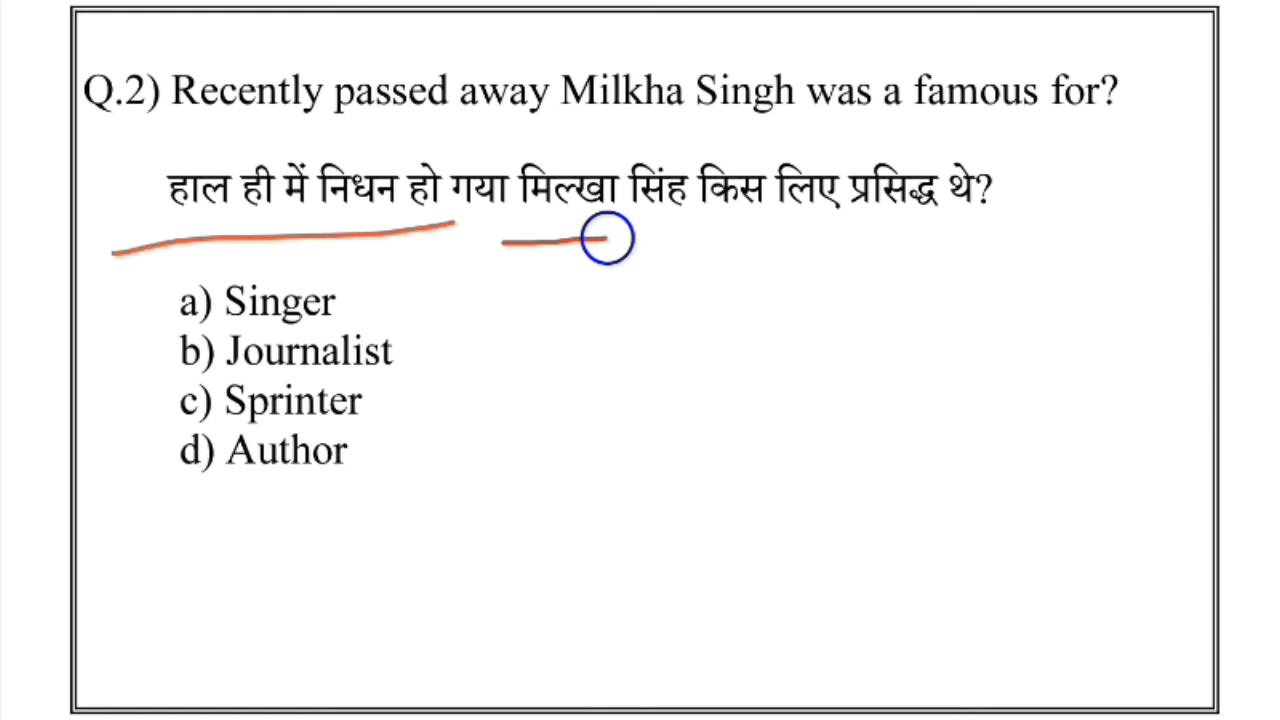 Q.2) Recently passed away Milkha Singh was a famous for?
हाल ही में निधन हो गया मिल्खा सिंह किस लिए प्रसिद्ध थे?
a) Singer
b) Journalist
c) Sprinter
d) Author